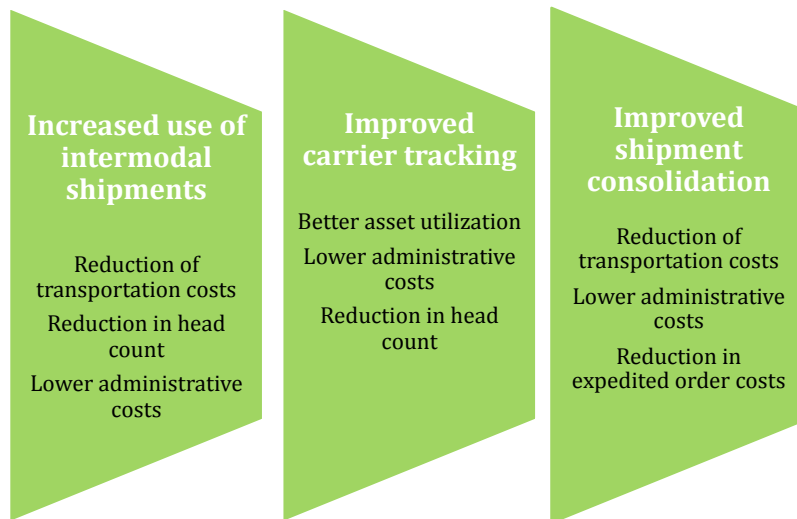 Increased use of
intermodal
shipments
Reduction of
transportation costs
Reduction in head
count
Lower administrative
costs
Improved
carrier tracking
Better asset utilization
Lower administrative
costs
Reduction in head
count
Improved
shipment
consolidation
Reduction of
transportation costs
Lower administrative
costs
Reduction in
expedited order costs